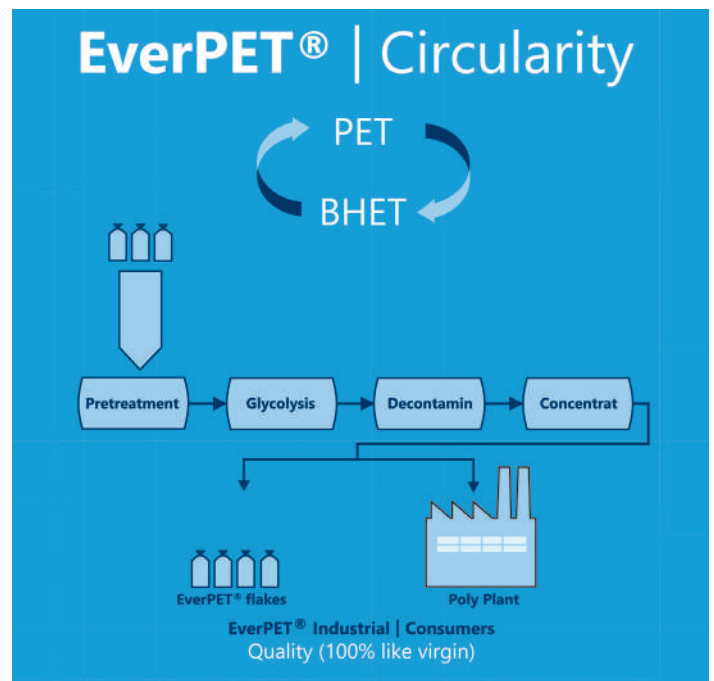 EverPET® | Circularity
PET
BHET
Pretreatment
Glycolysis
Decontamin
Concentrat
EverPET® flakes
Poly Plant
EverPET® Industrial | Consumers
Quality (100% like virgin)